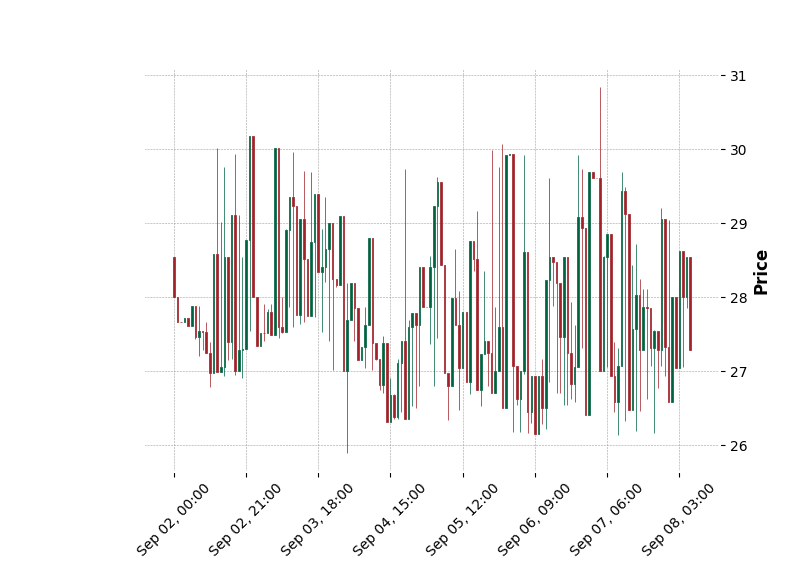 31
30
29
28
27
26
Price
Sep 02, 00:00
Sep 02, 21:00
Sep 03, 18:00
Sep 04, 15:00
Sep 05, 12:00
Sep 06, 09:00
Sep 07, 06:00
Sep 08, 03:00